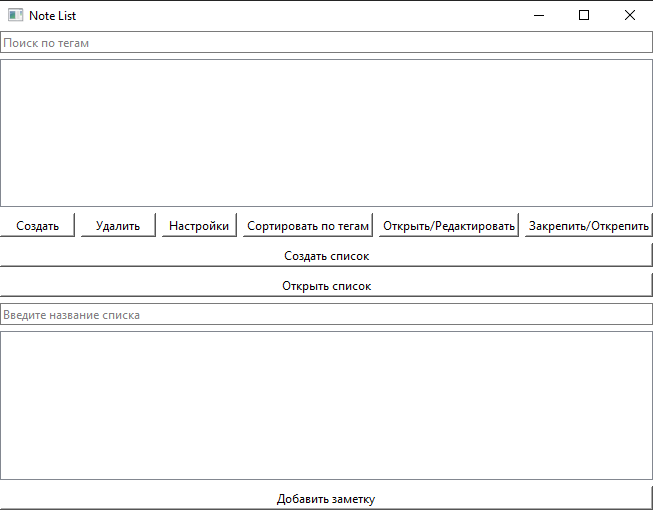 Note List
Поиск по тегам
Создать Удалить Настройки Сортировать по тегам Открыть/Редактировать Закрепить/Открепить
Создать список
Открыть список
Введите название списка
Добавить заметку